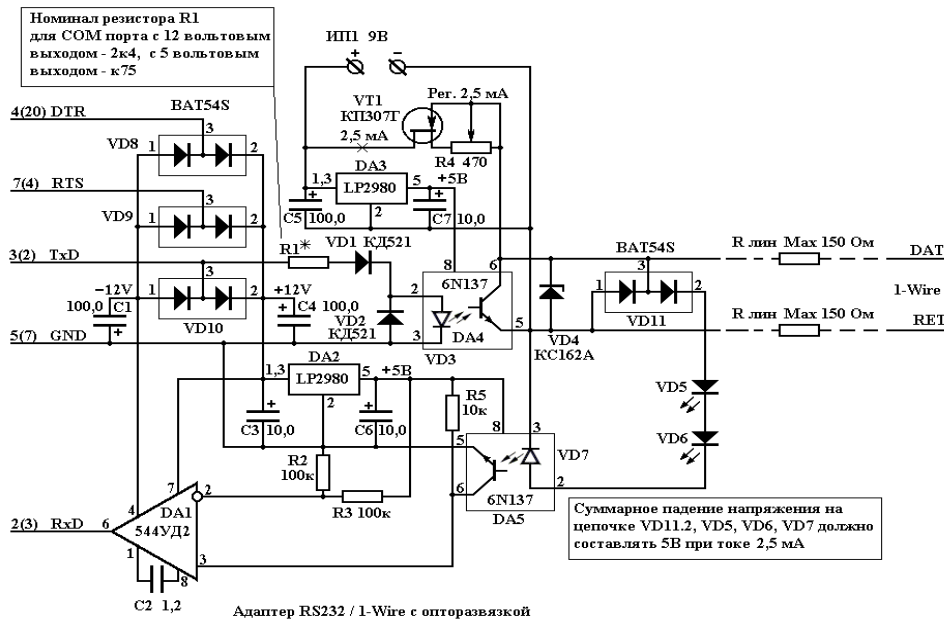 Номинал резистора R1
для COM порта с 12 вольтовым
выходом - 2к4, с 5 вольтовым
выходом - к75
ИП1 9В
+ −
VT1
КП307Г
Рег. 2,5 мА
2,5 мА
R4 470
4(20) DTR
BAT54S
3
VD8
1
2
7(4) RTS
3
VD9
1
2
3(2) TxD
3
1
2
VD10
−12V
100,0
C1
+
+12V
+
C4
100,0
5(7) GND
R1*
VD1
КД521
VD2
КД521
DA3
1,3
LP2980
5
+5В
2
+
C5
100,0
+
C7
10,0
8
6
6N137
2
3
5
DA4
VD3
VD4
КС162А
BAT54S
3
1
2
VD11
R лин Max 150 Ом
DAT
1-Wire
R лин Max 150 Ом
RET
VD5
VD6
DA2
1,3
LP2980
5
+5В
2
+
C3
10,0
+
C6
10,0
R5
10к
R2
100к
R3 100к
8
3
5
VD7
6
2
6N137
DA5
7
4
2
DA1
544УД2
6
3
1
8
2(3) RxD
C2 1,2
Суммарное падение напряжения на
цепочке VD11.2, VD5, VD6, VD7 должно
составлять 5В при токе 2,5 мА
Адаптер RS232 / 1-Wire с опторазвязкой